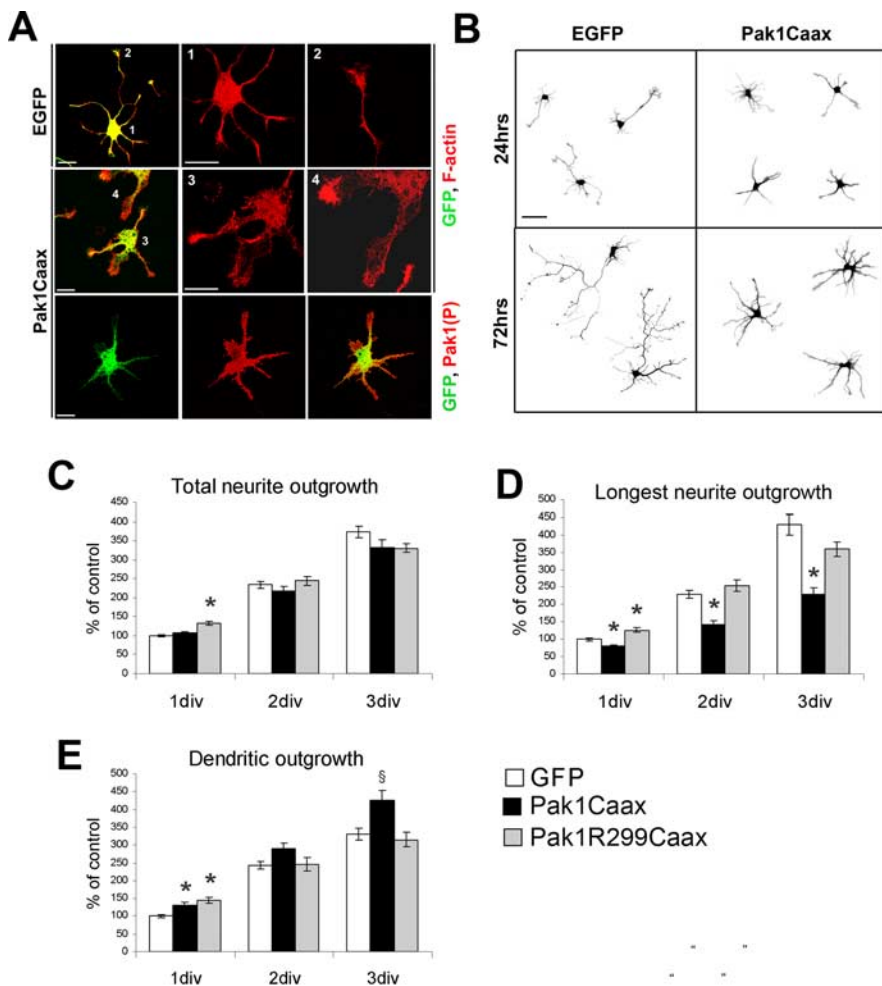 A
EGFP
Pak1Caax
2
1
1
2
4
3
3
4
GFP, F-actin
GFP, Pak1(P)
B
EGFP
Pak1Caax
24hrs
72hrs
C
Total neurite outgrowth
% of control
450
400
350
300
250
200
150
100
50
0
*
1div
2div
3div
D
Longest neurite outgrowth
% of control
500
450
400
350
300
250
200
150
100
50
0
*
*
*
*
1div
2div
3div
E
Dendritic outgrowth
% of control
500
450
400
350
300
250
200
150
100
50
0
*
*
§
1div
2div
3div
GFP
Pak1Caax
Pak1R299Caax
“ ”
“ ”